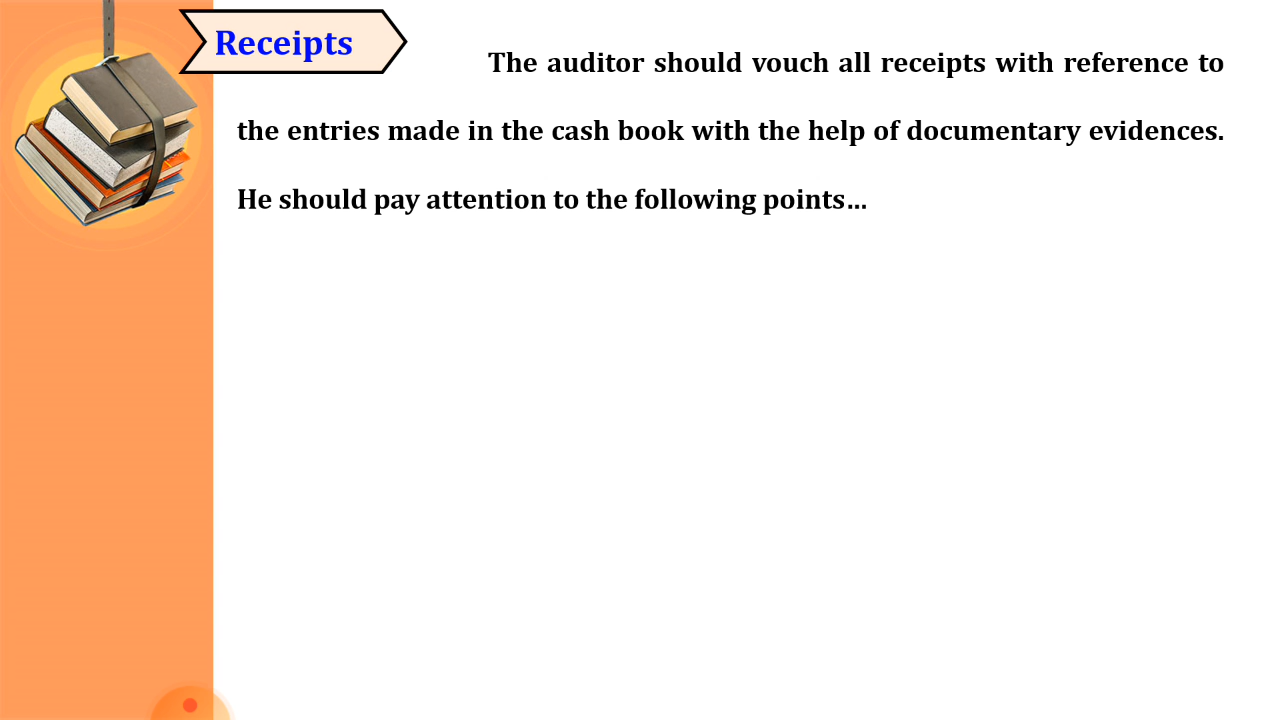 Receipts
The auditor should vouch all receipts with reference to
the entries made in the cash book with the help of documentary evidences.
He should pay attention to the following points…